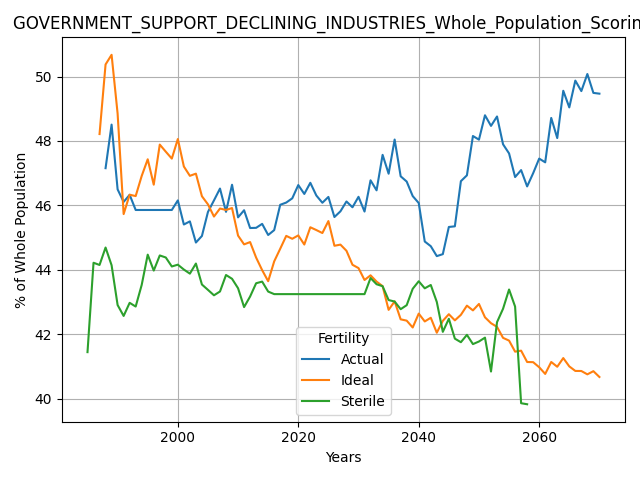 GOVERNMENT_SUPPORT_DECLINING_INDUSTRIES_Whole_Population_Scorin
% of Whole Population
50
48
46
44
42
40
Fertility
Actual
Ideal
Sterile
2000 2020 2040 2060
Years